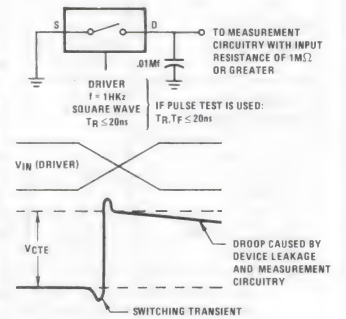 S D
TO MEASUREMENT
CIRCUITRY WITH INPUT
RESISTANCE OF 1MΩ
OR GREATER
.01Mf
DRIVER
f = 1HKz
SQUARE WAVE
TR ≤ 20ns
IF PULSE TEST IS USED:
TR, TF ≤ 20ns
VIN (DRIVER)
VCTE
DROOP CAUSED BY
DEVICE LEAKAGE
AND MEASUREMENT
CIRCUITRY
SWITCHING TRANSIENT